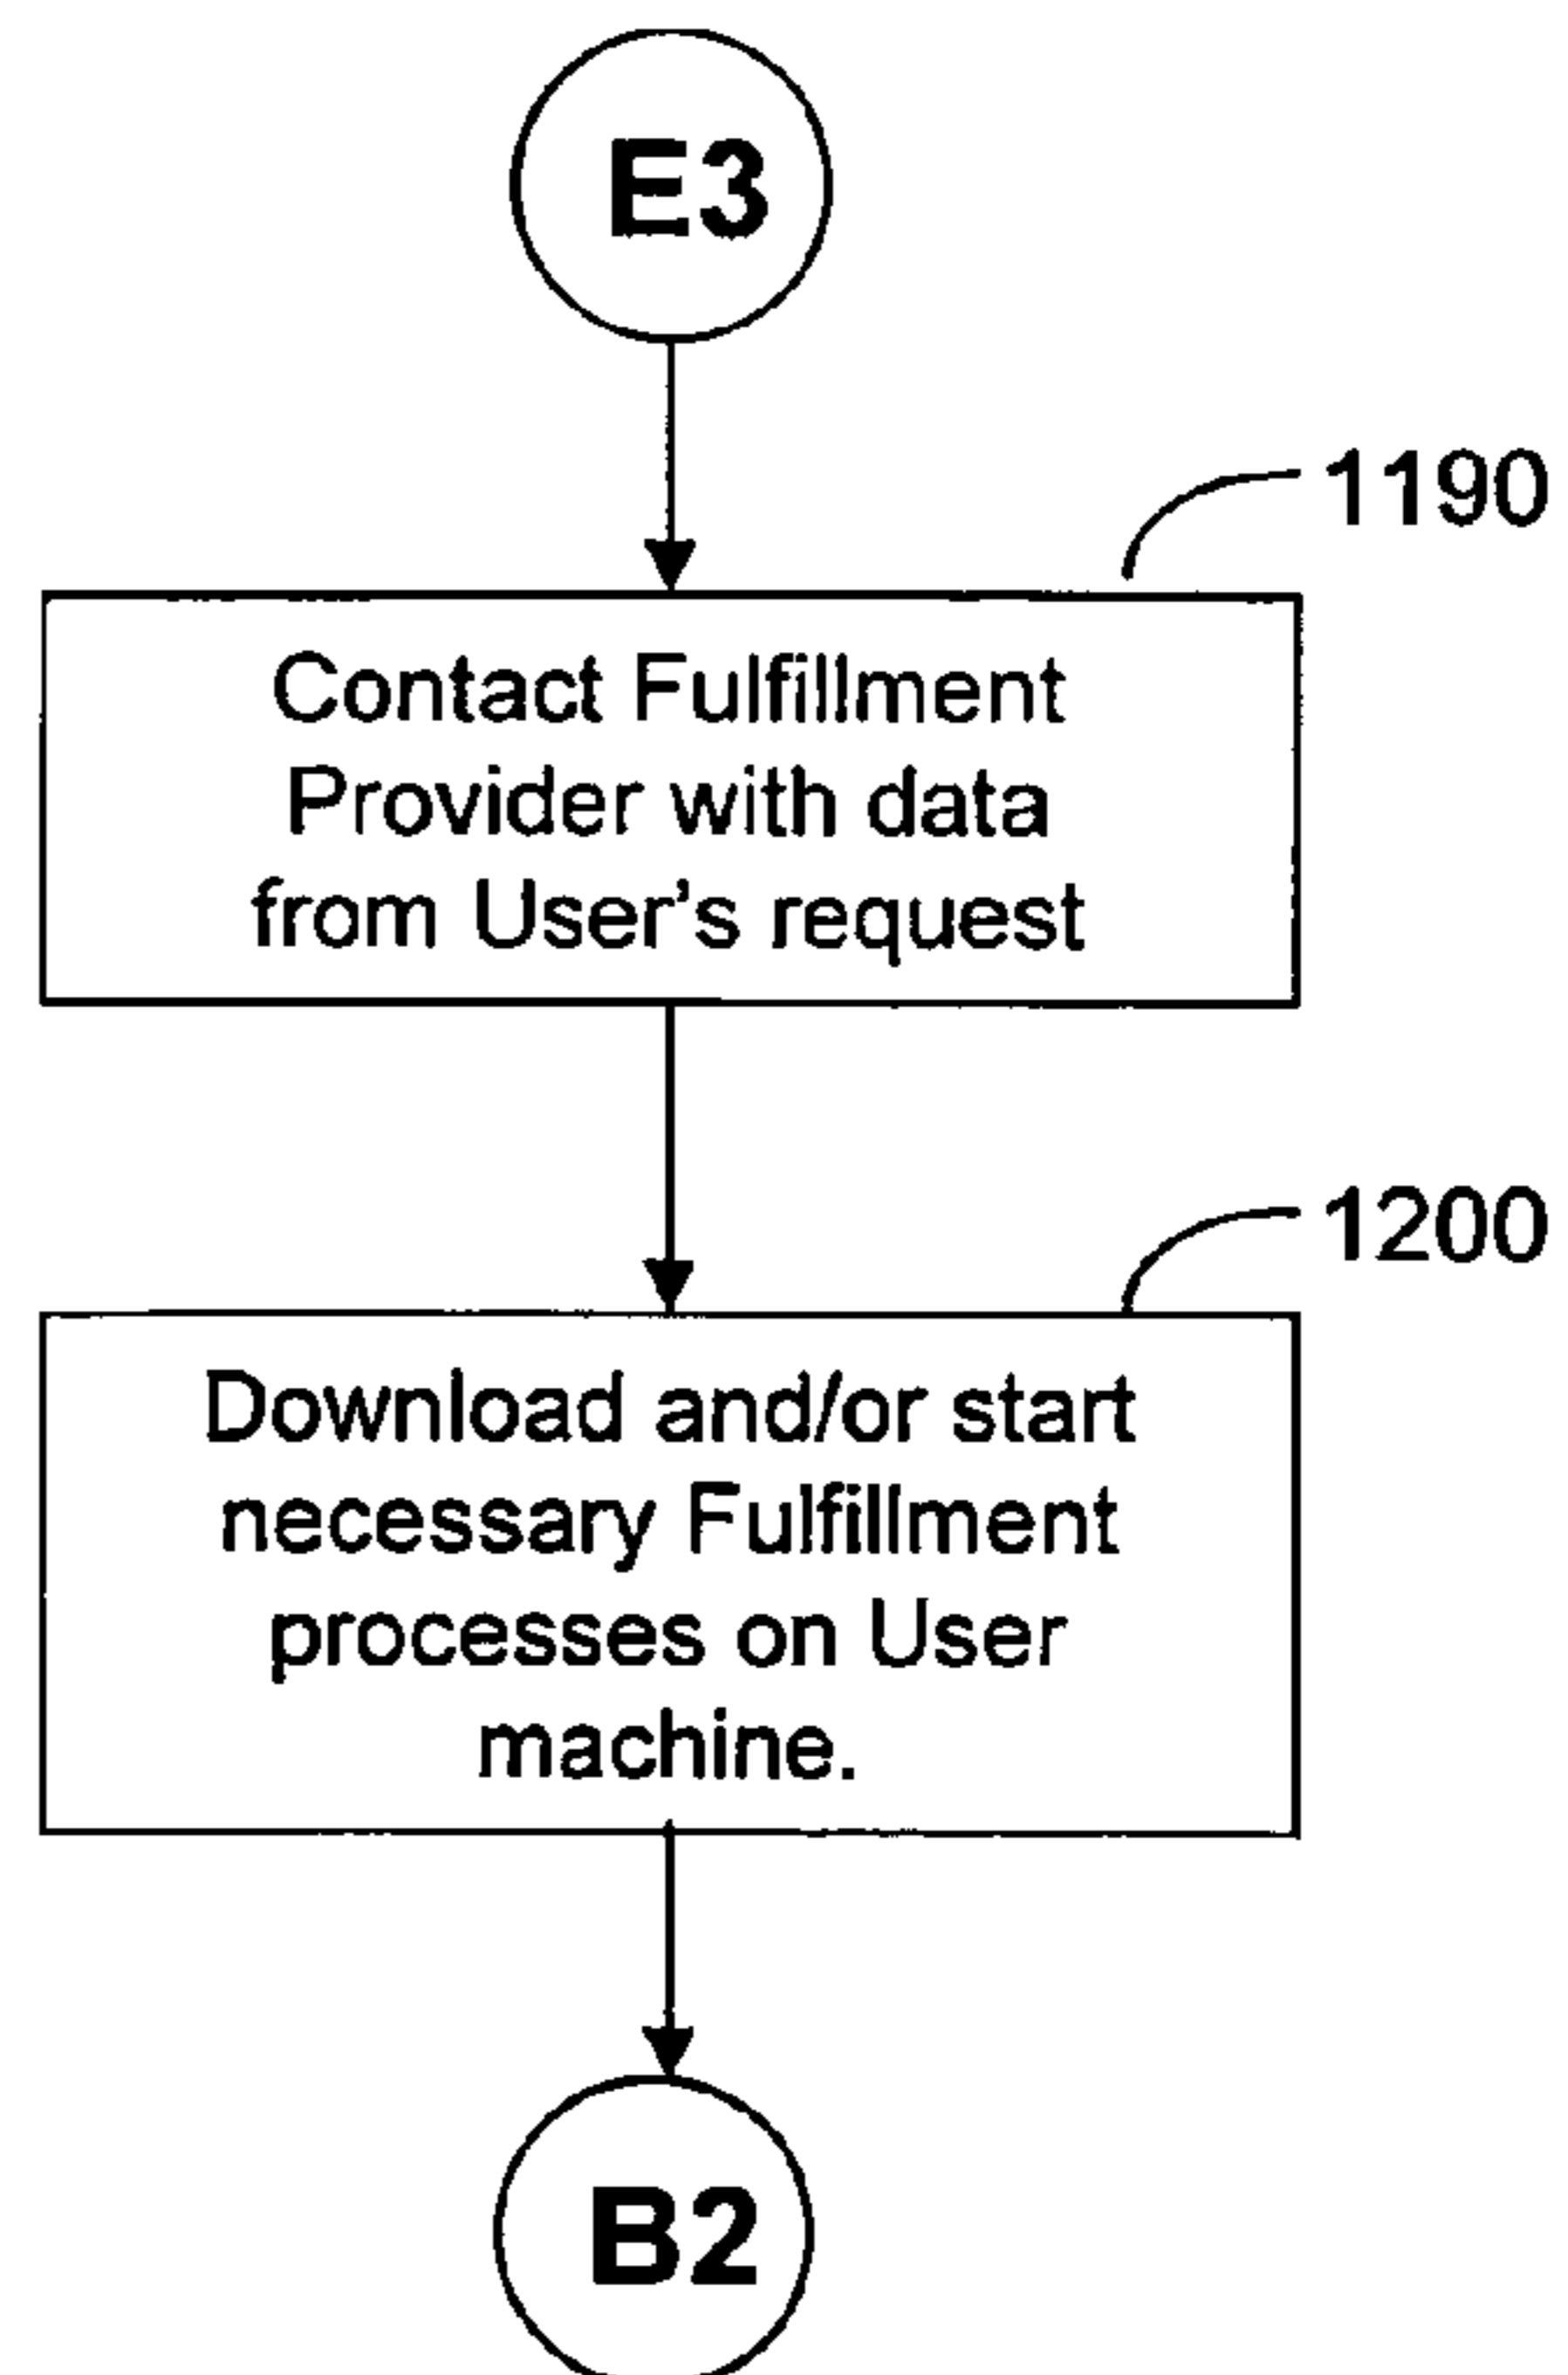 E3
1190
Contact Fulfillment
Provider with data
from User's request
1200
Download and/or start
necessary Fulfillment
processes on User
machine.
B2